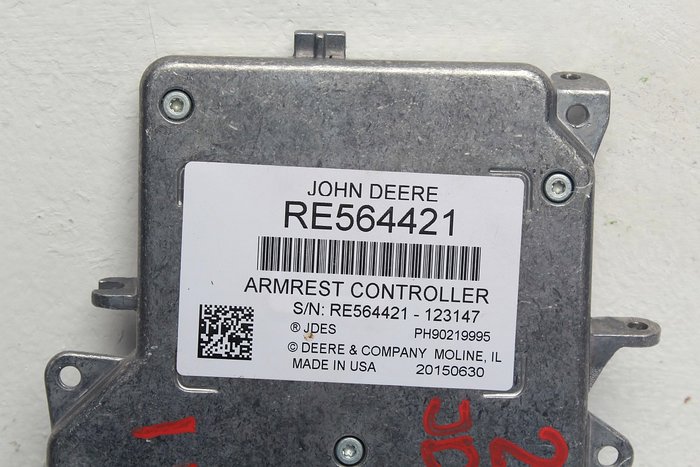 JOHN DEERE
RE564421
ARMREST CONTROLLER
S/N: RE564421 - 123147
® JDES PH90219995
© DEERE & COMPANY MOLINE, IL
MADE IN USA 20150630